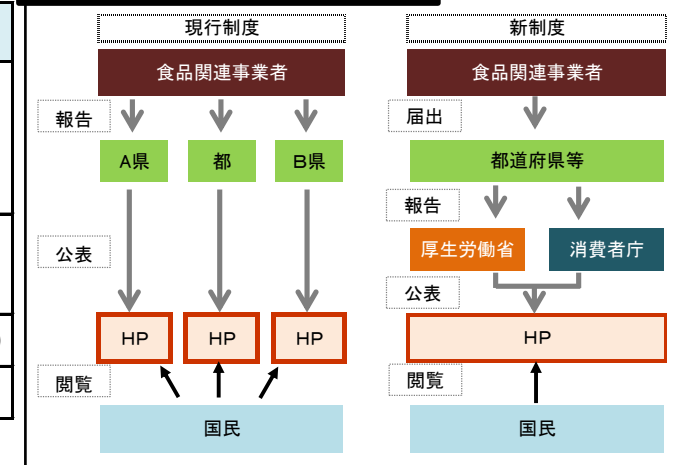 現行制度
食品関連事業者
報告
A県
都
B県
公表
HP
HP
HP
閲覧
国民
新制度
食品関連事業者
届出
都道府県等
報告
厚生労働省
消費者庁
公表
HP
閲覧
国民